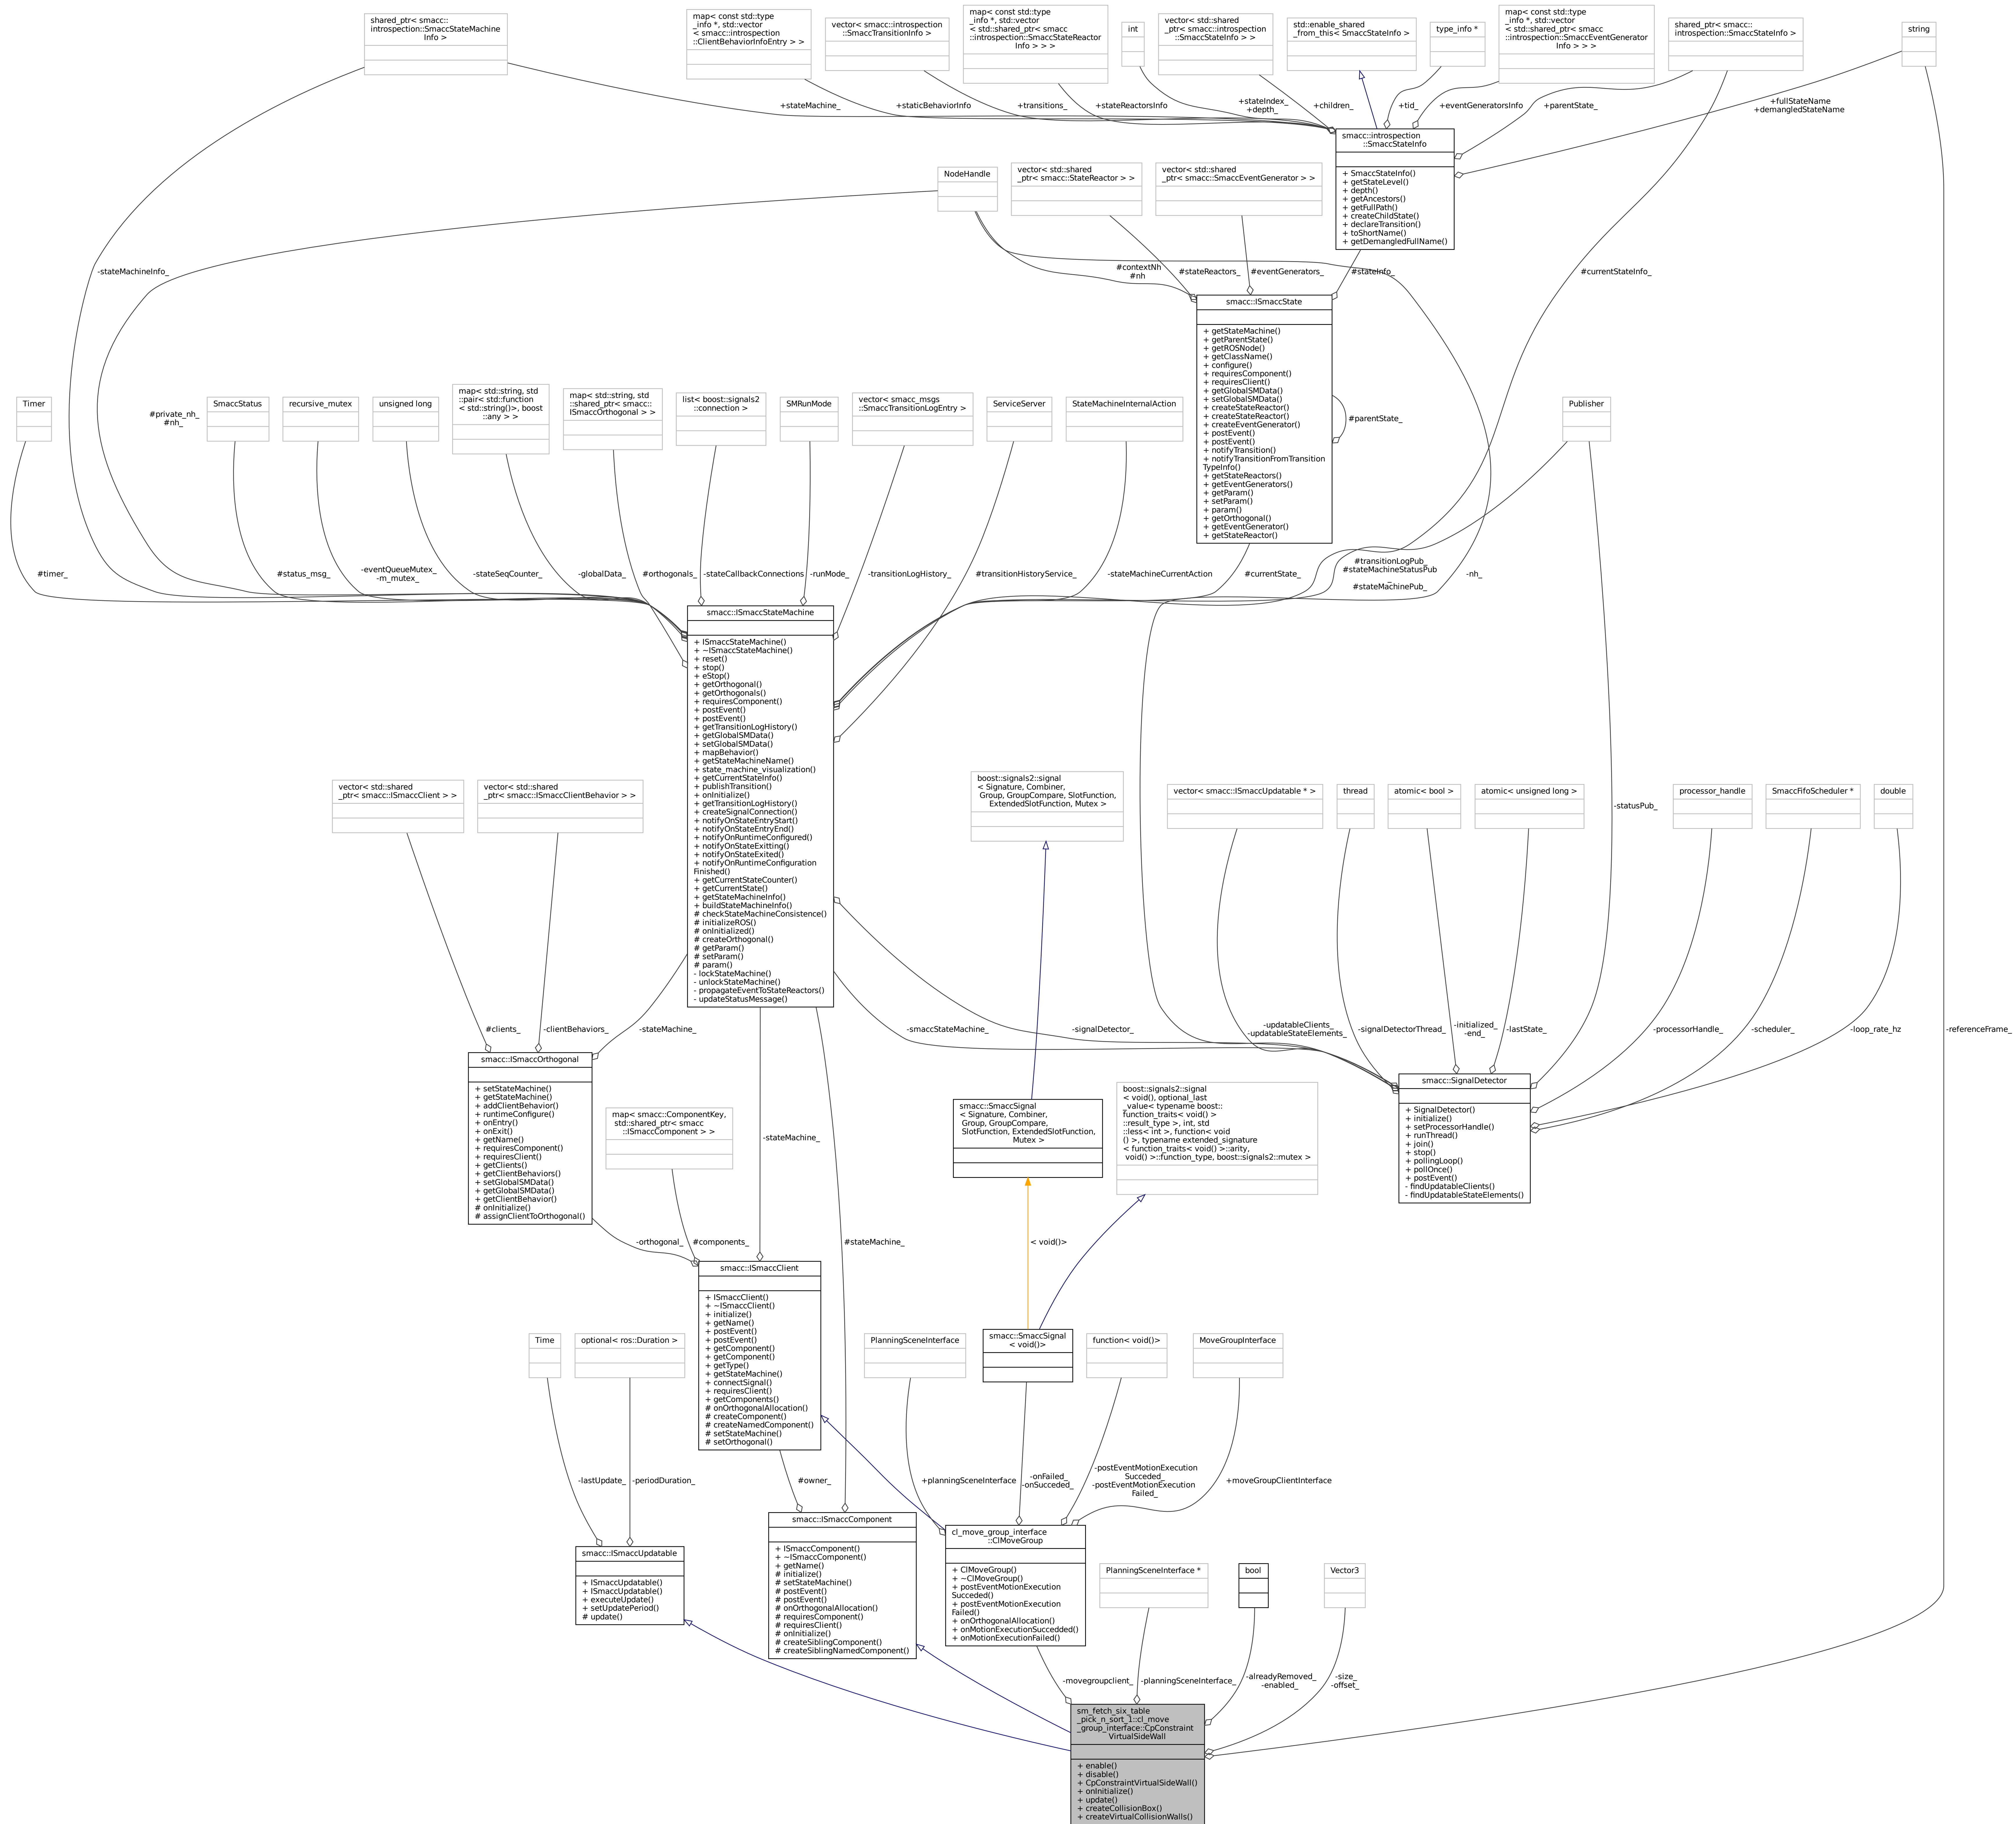 shared_ptr< smacc::
introspection::SmaccStateMachine
Info >
map< const std::type
_info *, std::vector
< smacc::introspection
::ClientBehaviorInfoEntry > >
vector< smacc::introspection
::SmaccTransitionInfo >
map< const std::type
_info *, std::vector
< std::shared_ptr< smacc
::introspection::SmaccStateReactor
Info > > >
int
vector< std::shared
_ptr< smacc::introspection
::SmaccStateInfo > >
std::enable_shared
_from_this< SmaccStateInfo >
type_info *
map< const std::type
_info *, std::vector
< std::shared_ptr< smacc
::introspection::SmaccEventGenerator
Info > > >
shared_ptr< smacc::
introspection::SmaccStateInfo >
string
+stateMachine_
+staticBehaviorInfo
+transitions_
+stateReactorsInfo
+stateIndex_
+depth_
+children_
+tid_
+eventGeneratorsInfo
+parentState_
+fullStateName
+demangledStateName
smacc::introspection
::SmaccStateInfo
+ SmaccStateInfo()
+ getStateLevel()
+ depth()
+ getAncestors()
+ getFullPath()
+ createChildState()
+ declareTransition()
+ toShortName()
+ getDemangledFullName()
NodeHandle
vector< std::shared
_ptr< smacc::StateReactor > >
vector< std::shared
_ptr< smacc::SmaccEventGenerator > >
-stateMachineInfo_
#contextNh
#nh
#stateReactors_
#eventGenerators_
#stateInfo_
#currentStateInfo_
smacc::ISmaccState
+ getStateMachine()
+ getParentState()
+ getROSNode()
+ getClassName()
+ configure()
+ requiresComponent()
+ requiresClient()
+ getGlobalSMData()
+ setGlobalSMData()
+ createStateReactor()
+ createStateReactor()
+ createEventGenerator()
+ postEvent()
+ postEvent()
+ notifyTransition()
+ notifyTransitionFromTransition
TypeInfo()
+ getStateReactors()
+ getEventGenerators()
+ getParam()
+ setParam()
+ param()
+ getOrthogonal()
+ getEventGenerator()
+ getStateReactor()
#parentState_
Timer
#private_nh_
#nh_
SmaccStatus
recursive_mutex
unsigned long
map< std::string, std
::pair< std::function
< std::string()>, boost
::any > >
map< std::string, std
::shared_ptr< smacc::
ISmaccOrthogonal > >
list< boost::signals2
::connection >
SMRunMode
vector< smacc_msgs
::SmaccTransitionLogEntry >
ServiceServer
StateMachineInternalAction
Publisher
#timer_
#status_msg_
-eventQueueMutex_
-m_mutex_
-stateSeqCounter_
-globalData_
#orthogonals_
-stateCallbackConnections
-runMode_
-transitionLogHistory_
#transitionHistoryService_
-stateMachineCurrentAction
#currentState_
#transitionLogPub_
#stateMachineStatusPub
_
#stateMachinePub_
-nh_
smacc::ISmaccStateMachine
+ ISmaccStateMachine()
+ ~ISmaccStateMachine()
+ reset()
+ stop()
+ eStop()
+ getOrthogonal()
+ getOrthogonals()
+ requiresComponent()
+ postEvent()
+ postEvent()
+ getTransitionLogHistory()
+ getGlobalSMData()
+ setGlobalSMData()
+ mapBehavior()
+ getStateMachineName()
+ state_machine_visualization()
+ getCurrentStateInfo()
+ publishTransition()
+ onInitialize()
+ getTransitionLogHistory()
+ createSignalConnection()
+ notifyOnStateEntryStart()
+ notifyOnStateEntryEnd()
+ notifyOnRuntimeConfigured()
+ notifyOnStateExitting()
+ notifyOnStateExited()
+ notifyOnRuntimeConfiguration
Finished()
+ getCurrentStateCounter()
+ getCurrentState()
+ getStateMachineInfo()
+ buildStateMachineInfo()
# checkStateMachineConsistence()
# initializeROS()
# onInitialized()
# createOrthogonal()
# getParam()
# setParam()
# param()
- lockStateMachine()
- unlockStateMachine()
- propagateEventToStateReactors()
- updateStatusMessage()
vector< std::shared
_ptr< smacc::ISmaccClient > >
vector< std::shared
_ptr< smacc::ISmaccClientBehavior > >
boost::signals2::signal
< Signature, Combiner,
Group, GroupCompare, SlotFunction,
ExtendedSlotFunction, Mutex >
vector< smacc::ISmaccUpdatable * >
thread
atomic< bool >
atomic< unsigned long >
-statusPub_
processor_handle
SmaccFifoScheduler *
double
#clients_
-clientBehaviors_
-stateMachine_
-smaccStateMachine_
-signalDetector_
-updatableClients_
-updatableStateElements_
-signalDetectorThread_
-initialized_
-end_
-lastState_
-processorHandle_
-scheduler_
-loop_rate_hz
-referenceFrame_
smacc::ISmaccOrthogonal
+ setStateMachine()
+ getStateMachine()
+ addClientBehavior()
+ runtimeConfigure()
+ onEntry()
+ onExit()
+ getName()
+ requiresComponent()
+ requiresClient()
+ getClients()
+ getClientBehaviors()
+ setGlobalSMData()
+ getGlobalSMData()
+ getClientBehavior()
# onInitialize()
# assignClientToOrthogonal()
map< smacc::ComponentKey,
std::shared_ptr< smacc
::ISmaccComponent > >
-stateMachine_
smacc::SmaccSignal
< Signature, Combiner,
Group, GroupCompare,
SlotFunction, ExtendedSlotFunction,
Mutex >
boost::signals2::signal
< void(), optional_last
_value< typename boost::
function_traits< void() >
::result_type >, int, std
::less< int >, function< void
() >, typename extended_signature
< function_traits< void() >::arity,
void() >::function_type, boost::signals2::mutex >
smacc::SignalDetector
+ SignalDetector()
+ initialize()
+ setProcessorHandle()
+ runThread()
+ join()
+ stop()
+ pollingLoop()
+ pollOnce()
+ postEvent()
- findUpdatableClients()
- findUpdatableStateElements()
-orthogonal_
#components_
#stateMachine_
< void()>
smacc::ISmaccClient
+ ISmaccClient()
+ ~ISmaccClient()
+ initialize()
+ getName()
+ postEvent()
+ postEvent()
+ getComponent()
+ getComponent()
+ getType()
+ getStateMachine()
+ connectSignal()
+ requiresClient()
+ getComponents()
# onOrthogonalAllocation()
# createComponent()
# createNamedComponent()
# setStateMachine()
# setOrthogonal()
Time
optional< ros::Duration >
PlanningSceneInterface
smacc::SmaccSignal
< void()>
function< void()>
MoveGroupInterface
-lastUpdate_
-periodDuration_
#owner_
+planningSceneInterface
-onFailed_
-onSucceded_
-postEventMotionExecution
Succeded_
-postEventMotionExecution
Failed_
+moveGroupClientInterface
smacc::ISmaccUpdatable
+ ISmaccUpdatable()
+ ISmaccUpdatable()
+ executeUpdate()
+ setUpdatePeriod()
# update()
smacc::ISmaccComponent
+ ISmaccComponent()
+ ~ISmaccComponent()
+ getName()
# initialize()
# setStateMachine()
# postEvent()
# postEvent()
# onOrthogonalAllocation()
# requiresComponent()
# requiresClient()
# onInitialize()
# createSiblingComponent()
# createSiblingNamedComponent()
cl_move_group_interface
::ClMoveGroup
+ ClMoveGroup()
+ ~ClMoveGroup()
+ postEventMotionExecution
Succeded()
+ postEventMotionExecution
Failed()
+ onOrthogonalAllocation()
+ onMotionExecutionSuccedded()
+ onMotionExecutionFailed()
PlanningSceneInterface *
bool
Vector3
-movegroupclient_
-planningSceneInterface_
-alreadyRemoved_
-enabled_
-size_
-offset_
sm_fetch_six_table
_pick_n_sort_1::cl_move
_group_interface::CpConstraint
VirtualSideWall
+ enable()
+ disable()
+ CpConstraintVirtualSideWall()
+ onInitialize()
+ update()
+ createCollisionBox()
+ createVirtualCollisionWalls()